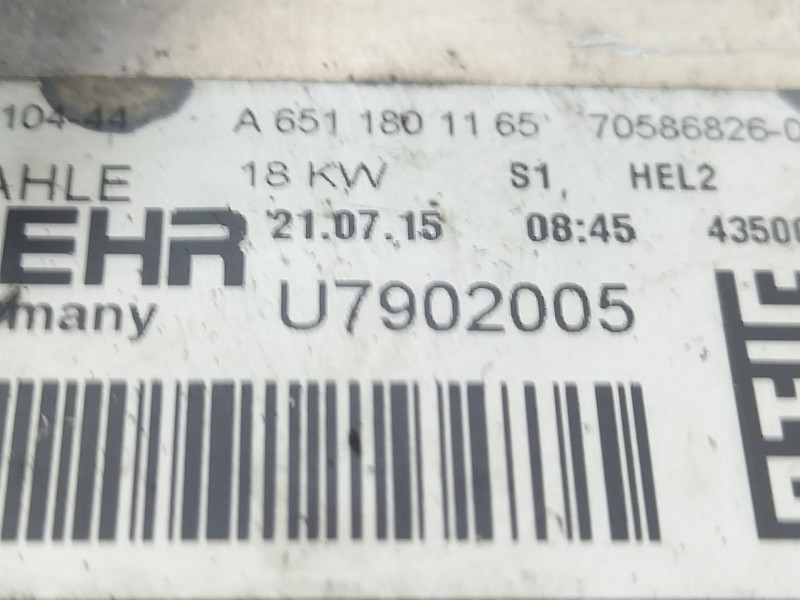 104-44 A 651 180 11 65 70586826-0
AHLE 18 KW S1, HEL2
EHR 21.07.15 08:45 43500
many U7902005